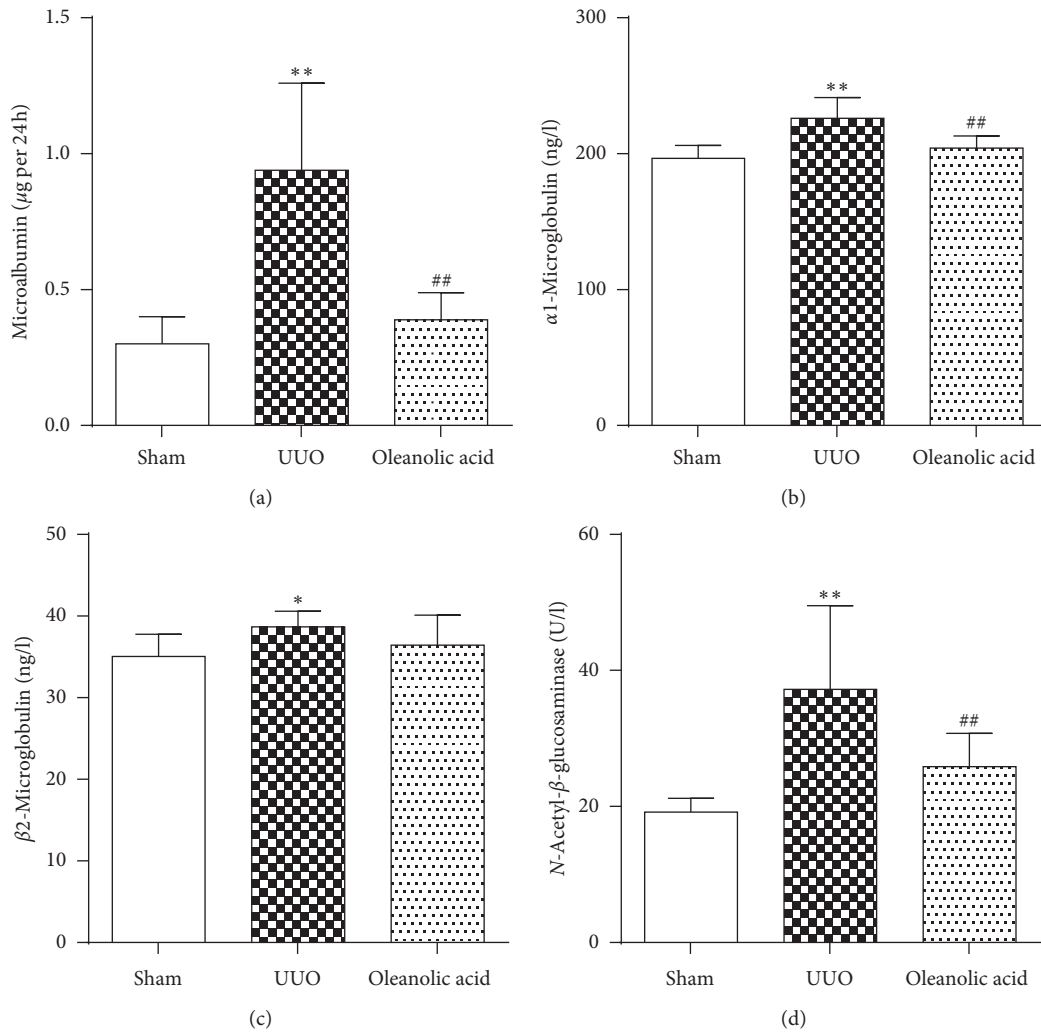 1.5
1.0
0.5
0.0
Microalbumin (μg per 24h)
**
##
Sham UUO Oleanolic acid
(a)
300
200
100
0
α1-Microglobulin (ng/l)
**
##
Sham UUO Oleanolic acid
(b)
50
40
30
20
10
0
β2-Microglobulin (ng/l)
*
Sham UUO Oleanolic acid
(c)
60
40
20
0
N-Acetyl-β-glucosaminase (U/l)
**
##
Sham UUO Oleanolic acid
(d)